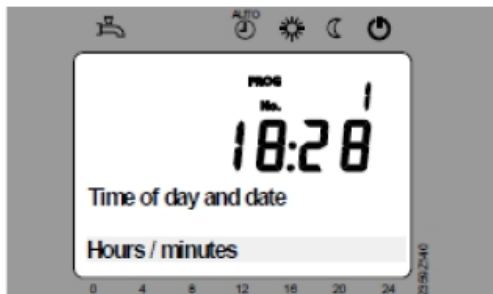 AUTO
PROG
No. 1
18:28
Time of day and date
Hours / minutes
0 4 8 12 16 20 24